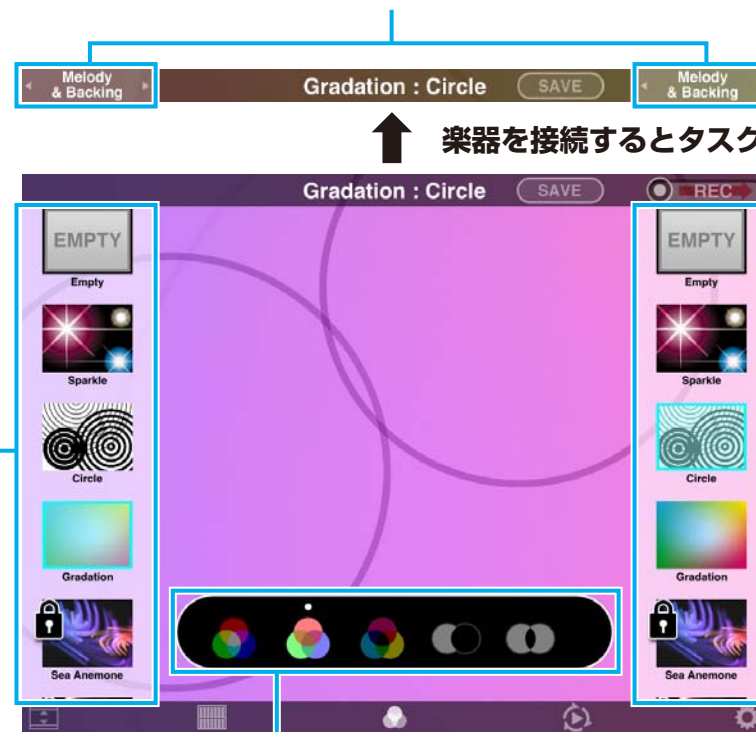 Melody
& Backing
Gradation : Circle
SAVE
Melody
& Backing
楽器を接続するとタスク
Gradation : Circle
SAVE
REC
EMPTY
Empty
Sparkle
Circle
Gradation
Sea Anemone
EMPTY
Empty
Sparkle
Circle
Gradation
Sea Anemone